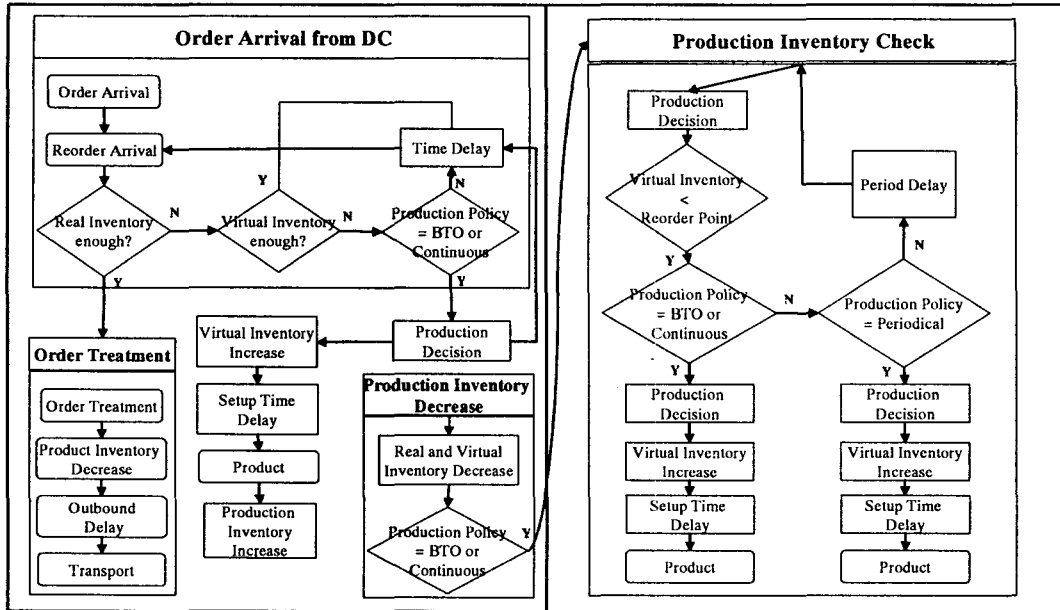 Order Arrival from DC
Order Arrival
Reorder Arrival
Time Delay
Y
N
Real Inventory
enough?
N
Virtual Inventory
enough?
N
Production Policy
= BTO or
Continuous
Y
Y
Order Treatment
Order Treatment
Product Inventory
Decrease
Outbound
Delay
Transport
Virtual Inventory
Increase
Setup Time
Delay
Product
Production
Inventory
Increase
Production
Decision
Production Inventory
Decrease
Real and Virtual
Inventory Decrease
Production Policy
= BTO or
Continuous
Y
Production Inventory Check
Production
Decision
Virtual Inventory
<
Reorder Point
Y
Period Delay
N
Production Policy
= BTO or
Continuous
N
Production Policy
= Periodical
Y
Y
Production
Decision
Virtual Inventory
Increase
Setup Time
Delay
Product
Production
Decision
Virtual Inventory
Increase
Setup Time
Delay
Product